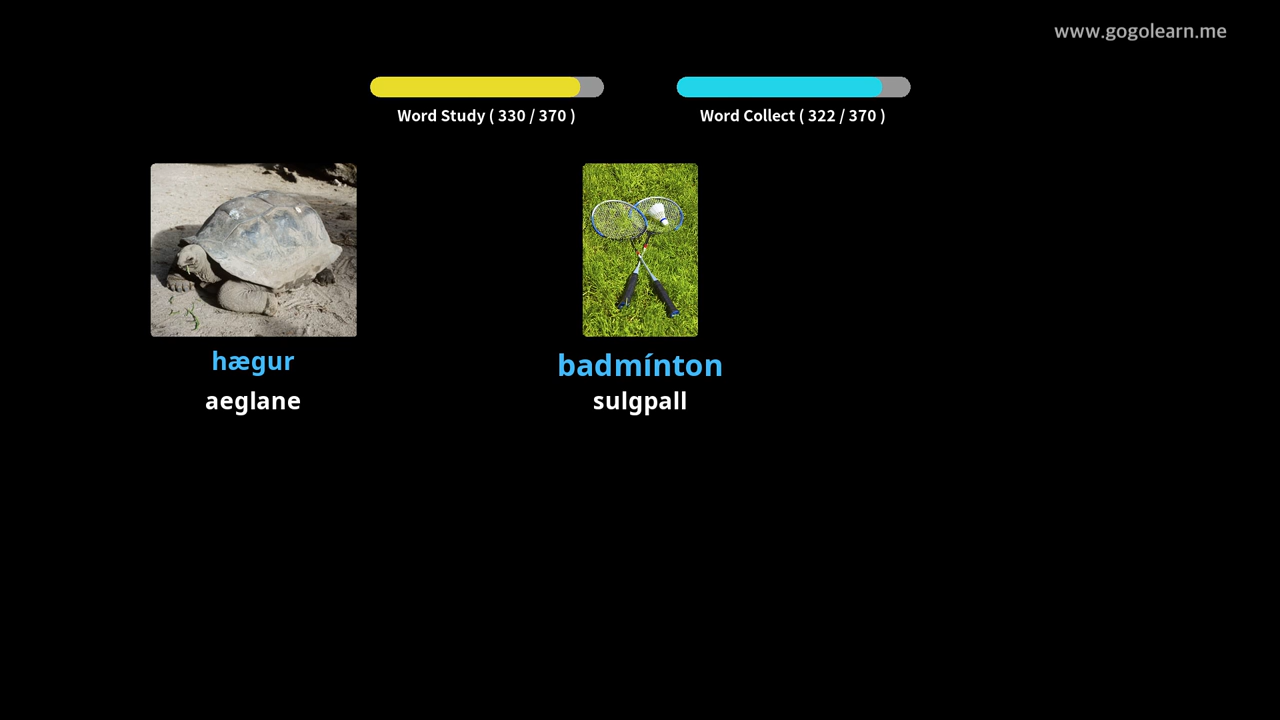 www.gogolearn.me
Word Study ( 330 / 370 )
Word Collect ( 322 / 370 )
hægur
aeglane
badmínton
sulgpall